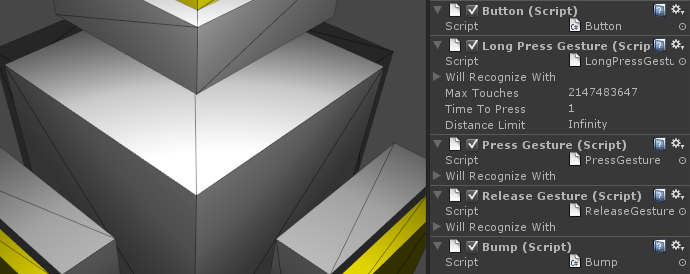 Button (Script)
Script Button
Long Press Gesture (Scrip
Script LongPressGestu
Will Recognize With
Max Touches 2147483647
Time To Press 1
Distance Limit Infinity
Press Gesture (Script)
Script PressGesture
Will Recognize With
Release Gesture (Script)
Script ReleaseGesture
Will Recognize With
Bump (Script)
Script Bump